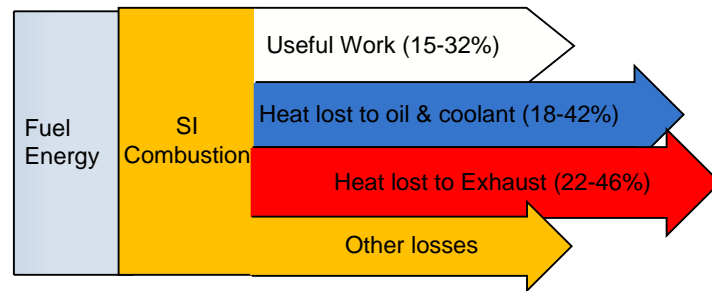 Fuel
Energy
SI
Combustion
Useful Work (15-32%)
Heat lost to oil & coolant (18-42%)
Heat lost to Exhaust (22-46%)
Other losses